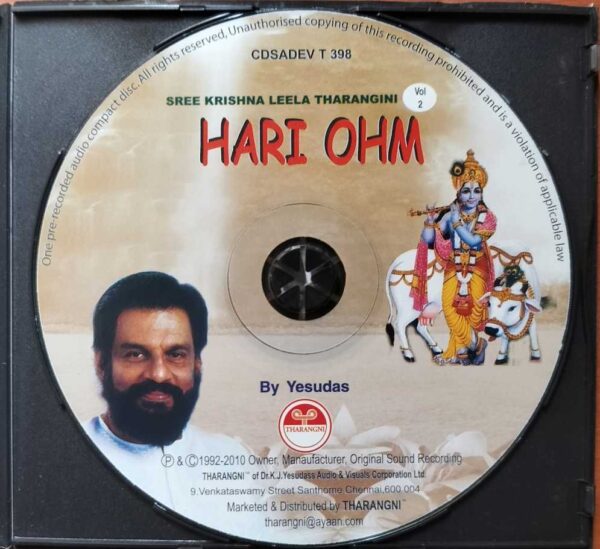 One pre-recorded audio compact disc. All rights reserved, Unauthorised copying of this recording prohibited and is a violation of applicable law
CDSADEV T 398
SREE KRISHNA LEELA THARANGINI
Vol
2
HARI OHM
By Yesudas
THARANGNI
Ⓟ & Ⓒ1992-2010 Owner, Manaufacturer, Original Sound Recording
THARANGNI™ of Dr.K.J.Yesudass Audio & Visuals Corporation Ltd.
9,Venkataswamy Street Santhome Chennai,600 004
Marketed & Distributed by THARANGNI™
tharangni@ayaan.com